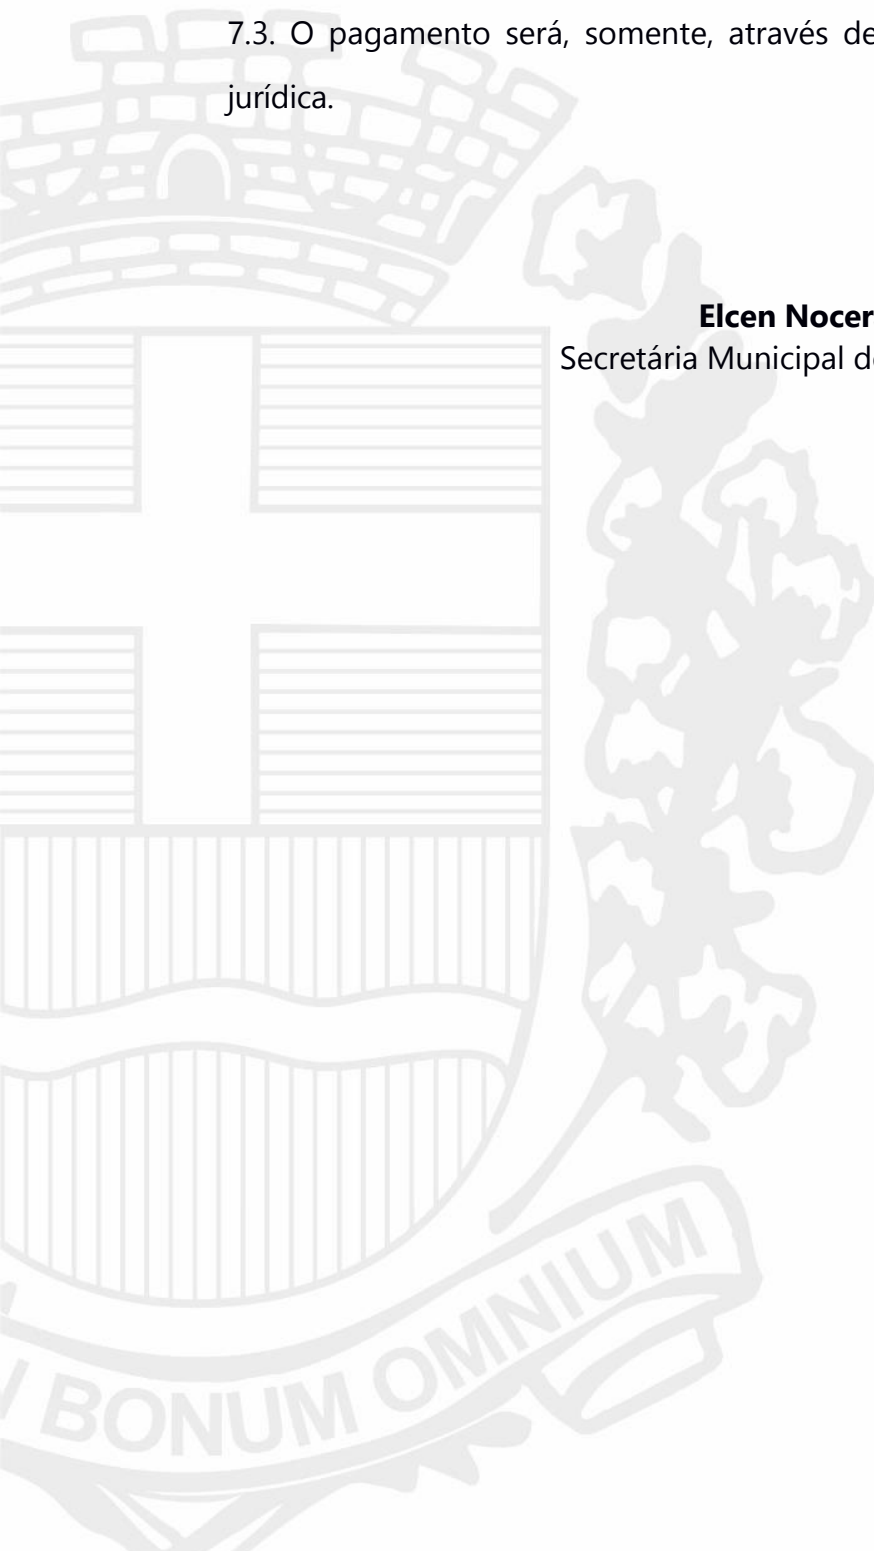 7.3. O pagamento será, somente, através de
jurídica.
Elcen Nocer
Secretária Municipal d
BONUM OMNIUM